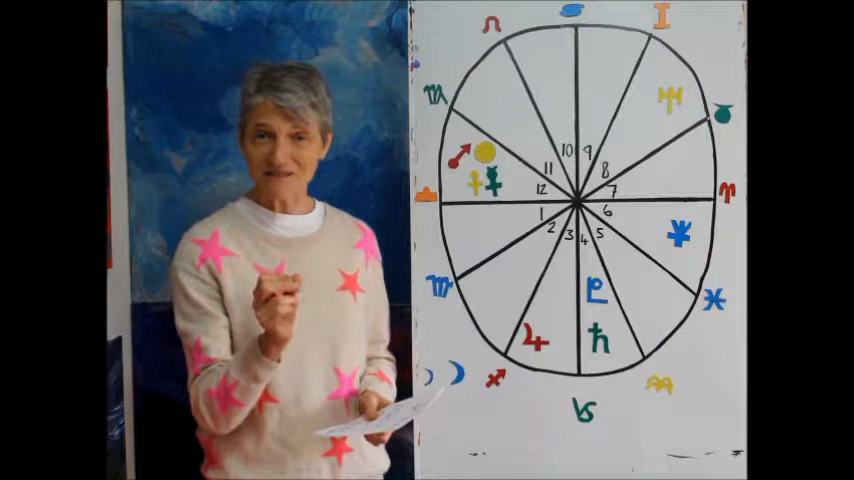 ♌ ♋ ♊
♍ ♅ ♉
10 9
♂ ☉ 11 8
♀ ☿ 12 7
♎ ♈
1 6 ♆
2 3 4 5
♏ ♇ ♓
♃ ♄
☽ ♐ ♒
♑